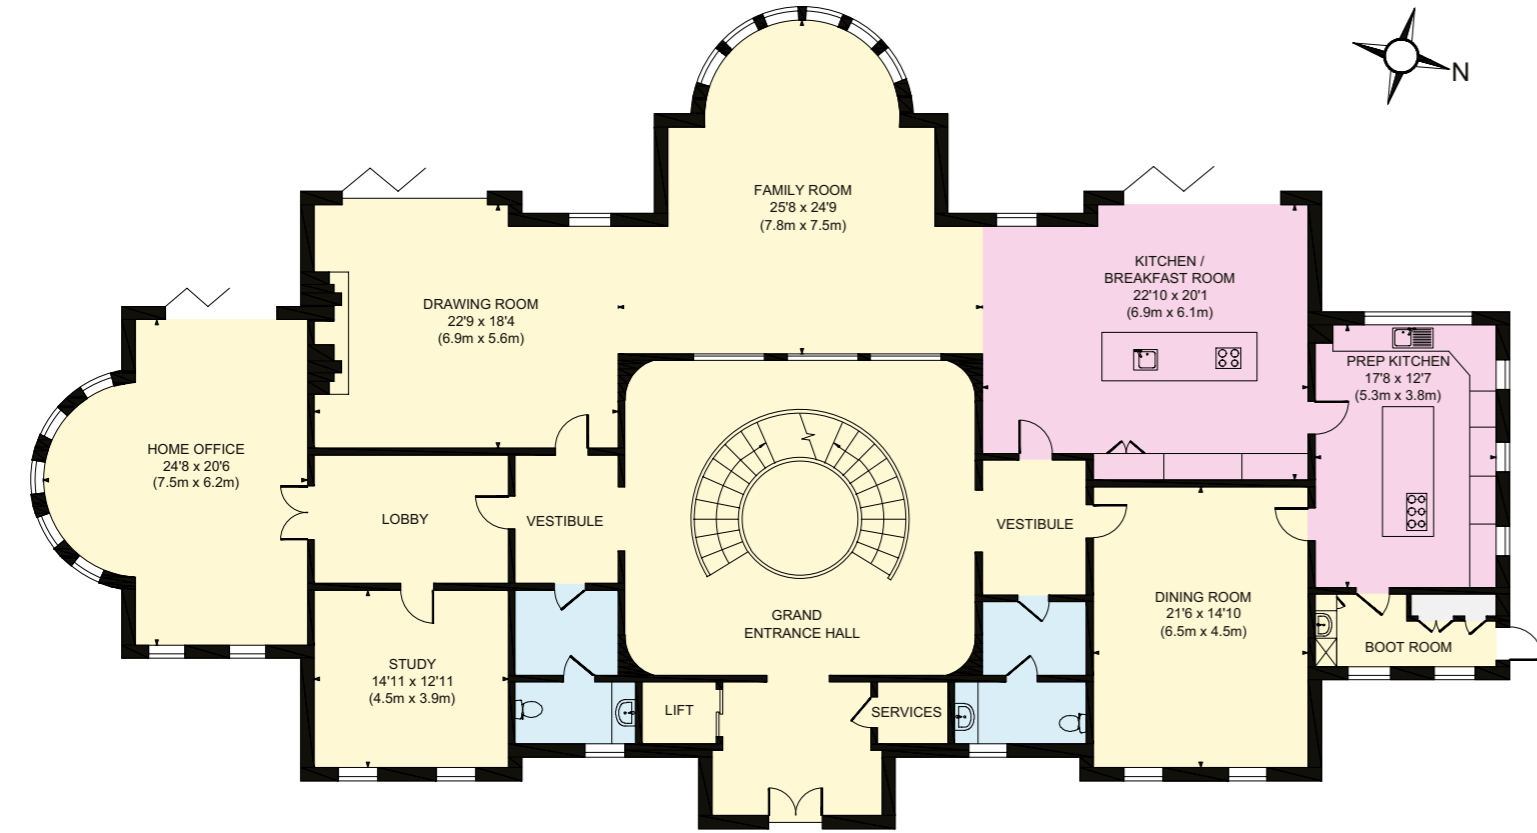 N
FAMILY ROOM
25'8 x 24'9
(7.8m x 7.5m)
KITCHEN /
BREAKFAST ROOM
22'10 x 20'1
(6.9m x 6.1m)
DRAWING ROOM
22'9 x 18'4
(6.9m x 5.6m)
PREP KITCHEN
17'8 x 12'7
(5.3m x 3.8m)
HOME OFFICE
24'8 x 20'6
(7.5m x 6.2m)
LOBBY
VESTIBULE
VESTIBULE
GRAND
ENTRANCE HALL
DINING ROOM
21'6 x 14'10
(6.5m x 4.5m)
BOOT ROOM
STUDY
14'11 x 12'11
(4.5m x 3.9m)
LIFT
SERVICES